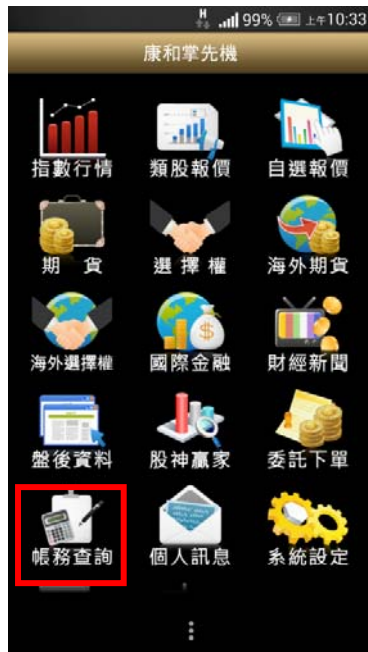 H 99% 上午10:33
康和掌先機
指數行情 類股報價 自選報價
期 貨 選 擇 權 海外期貨
$
海外選擇權 國際金融 財經新聞
盤後資料 股神贏家 委託下單
帳務查詢 個人訊息 系統設定